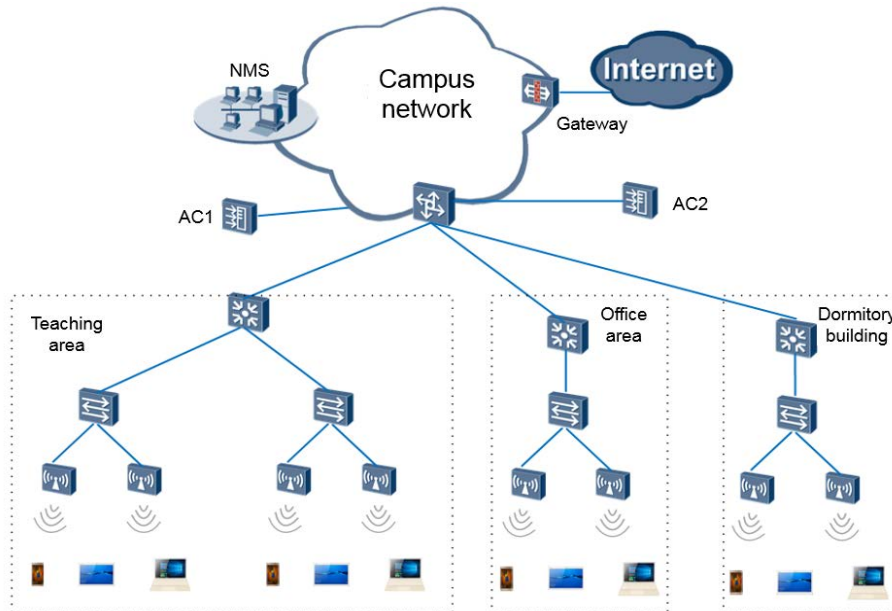 NMS
Campus
network
Internet
Gateway
AC1
AC2
Teaching
area
Office
area
Dormitory
building